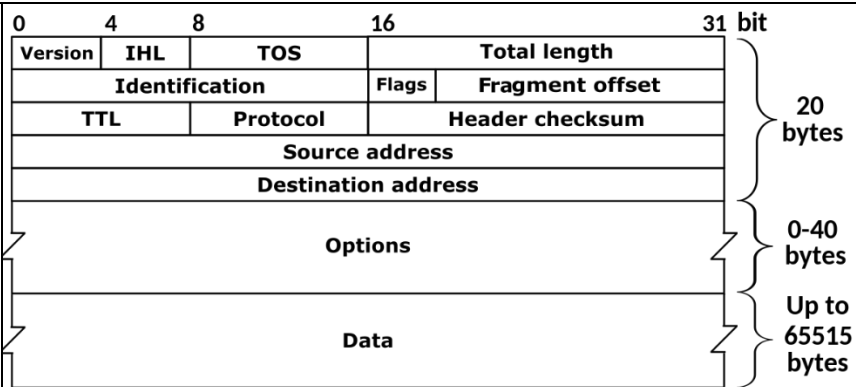 0 4 8 16 31 bit
Version IHL TOS Total length
Identification Flags Fragment offset
TTL Protocol Header checksum
Source address
Destination address
20
bytes
Options
0-40
bytes
Data
Up to
65515
bytes